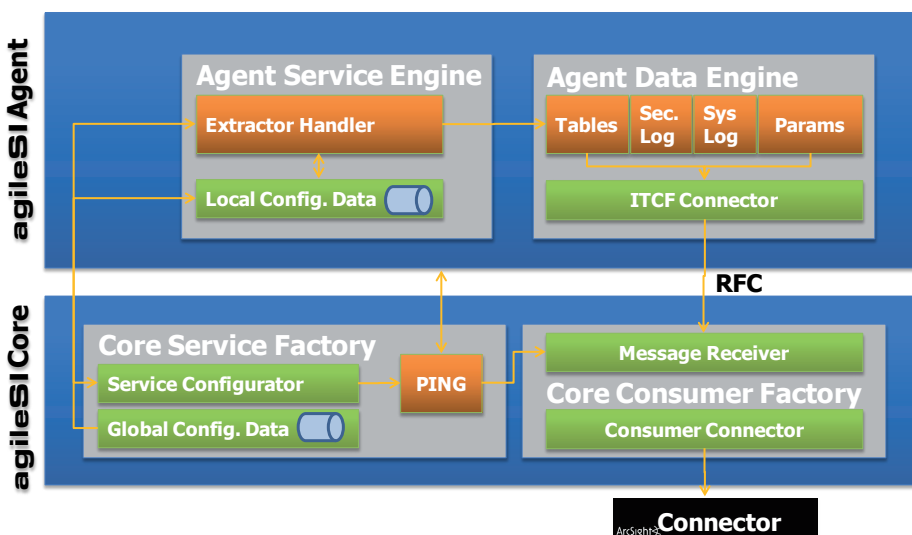 agileSI Agent
Agent Service Engine
Extractor Handler
Local Config. Data
Agent Data Engine
Tables
Sec.
Log
Sys
Log
Params
ITCF Connector
RFC
agileSI Core
Core Service Factory
Service Configurator
Global Config. Data
PING
Message Receiver
Core Consumer Factory
Consumer Connector
ArcSight Connector